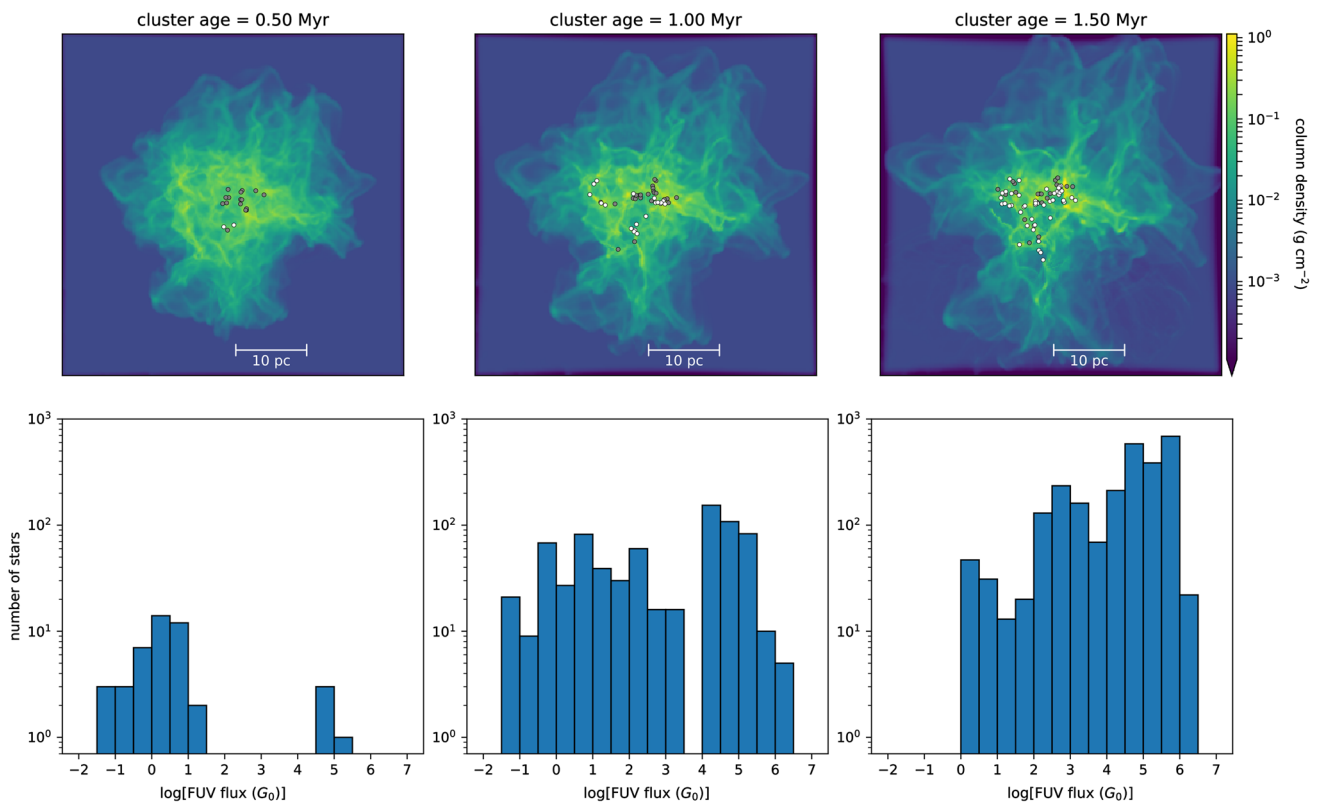 cluster age = 0.50 Myr
cluster age = 1.00 Myr
cluster age = 1.50 Myr
10 pc
10 pc
10 pc
10⁰
10⁻¹
10⁻²
10⁻³
column density (g cm⁻²)
number of stars
10³
10²
10¹
10⁰
−2 −1 0 1 2 3 4 5 6 7
log[FUV flux (G₀)]
10³
10²
10¹
10⁰
−2 −1 0 1 2 3 4 5 6 7
log[FUV flux (G₀)]
10³
10²
10¹
10⁰
−2 −1 0 1 2 3 4 5 6 7
log[FUV flux (G₀)]